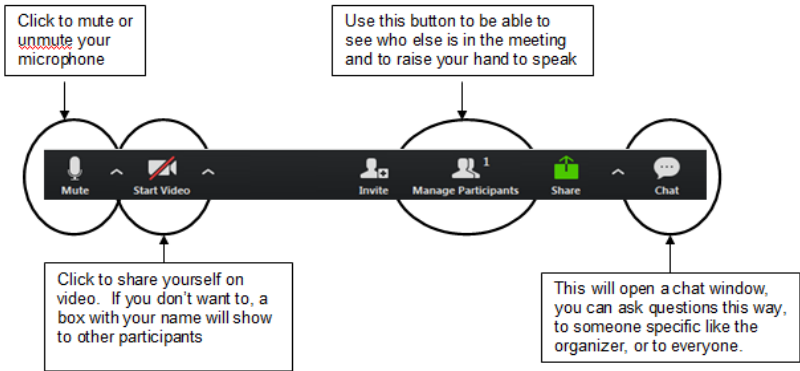 Click to mute or
unmute your
microphone
Use this button to be able to
see who else is in the meeting
and to raise your hand to speak
1
Mute
Start Video
Invite
Manage Participants
Share
Chat
Click to share yourself on
video. If you don't want to, a
box with your name will show
to other participants
This will open a chat window,
you can ask questions this way,
to someone specific like the
organizer, or to everyone.